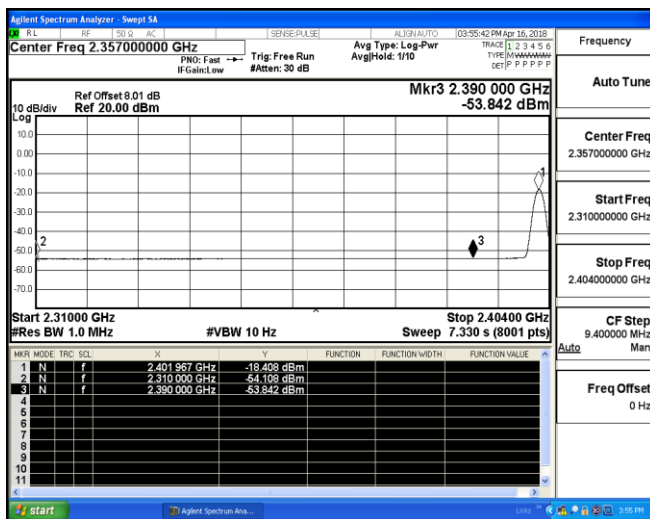 Agilent Spectrum Analyzer - Swept SA
RL RF 50 Ω AC SENSE:PULSE ALIGN AUTO 03:55:42 PM Apr 16, 2018
Center Freq 2.357000000 GHz
PNO: Fast
IFGain:Low
Trig: Free Run
#Atten: 30 dB
Avg Type: Log-Pwr
Avg|Hold: 1/10
TRACE 1 2 3 4 5 6
TYPE M
DET P P P P P P
Frequency
Auto Tune
Center Freq
2.357000000 GHz
Start Freq
2.310000000 GHz
Stop Freq
2.404000000 GHz
CF Step
9.400000 MHz
Auto Man
Freq Offset
0 Hz
Mkr3 2.390 000 GHz
-53.842 dBm
Ref Offset 8.01 dB
10 dB/div Ref 20.00 dBm
Log
10.0
0.00
-10.0
-20.0
-30.0
-40.0
-50.0
-60.0
-70.0
1
2
3
Start 2.31000 GHz Stop 2.40400 GHz
#Res BW 1.0 MHz #VBW 10 Hz Sweep 7.330 s (8001 pts)
MKR MODE TRC SCL X Y FUNCTION FUNCTION WIDTH FUNCTION VALUE
1 N f 2.401 967 GHz -18.408 dBm
2 N f 2.310 000 GHz -54.108 dBm
3 N f 2.390 000 GHz -53.842 dBm
4
5
6
7
8
9
10
11
start Agilent Spectrum Ana... Links 3:55 PM